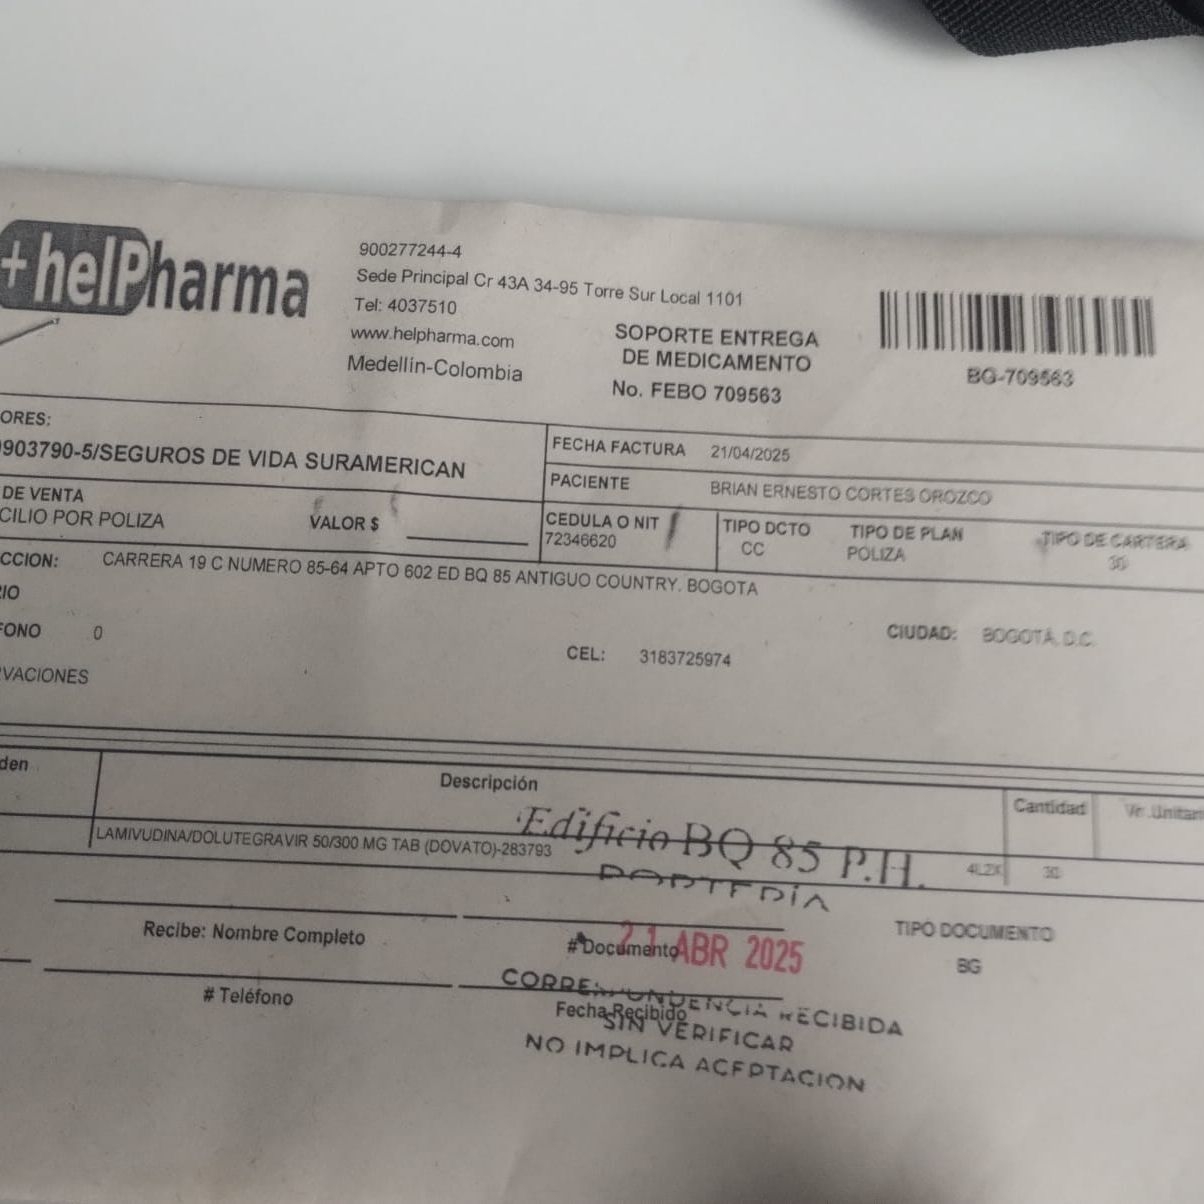 +helPharma
900277244-4
Sede Principal Cr 43A 34-95 Torre Sur Local 1101
Tel: 4037510
www.helpharma.com
Medellín-Colombia
SOPORTE ENTREGA
DE MEDICAMENTO
No. FEBO 709563
BG-709563
ORES:
903790-5/SEGUROS DE VIDA SURAMERICAN
FECHA FACTURA 21/04/2025
PACIENTE BRIAN ERNESTO CORTES OROZCO
DE VENTA
CILIO POR POLIZA
VALOR $
CEDULA O NIT
72346620
TIPO DCTO
CC
TIPO DE PLAN
POLIZA
TIPO DE CARTERA
30
CCION: CARRERA 19 C NUMERO 85-64 APTO 602 ED BQ 85 ANTIGUO COUNTRY. BOGOTA
IO
FONO 0
CEL: 3183725974
CIUDAD: BOGOTÁ, D.C.
VACIONES
den
Descripción
Cantidad
Vr.Unitari
LAMIVUDINA/DOLUTEGRAVIR 50/300 MG TAB (DOVATO)-283793
30
Edificio BQ 85 P.H.
PORTERÍA
Recibe: Nombre Completo
#Documento
21 ABR 2025
TIPO DOCUMENTO
BG
# Teléfono
Fecha Recibido
CORRESPONDENCIA RECIBIDA
SIN VERIFICAR
NO IMPLICA ACEPTACION